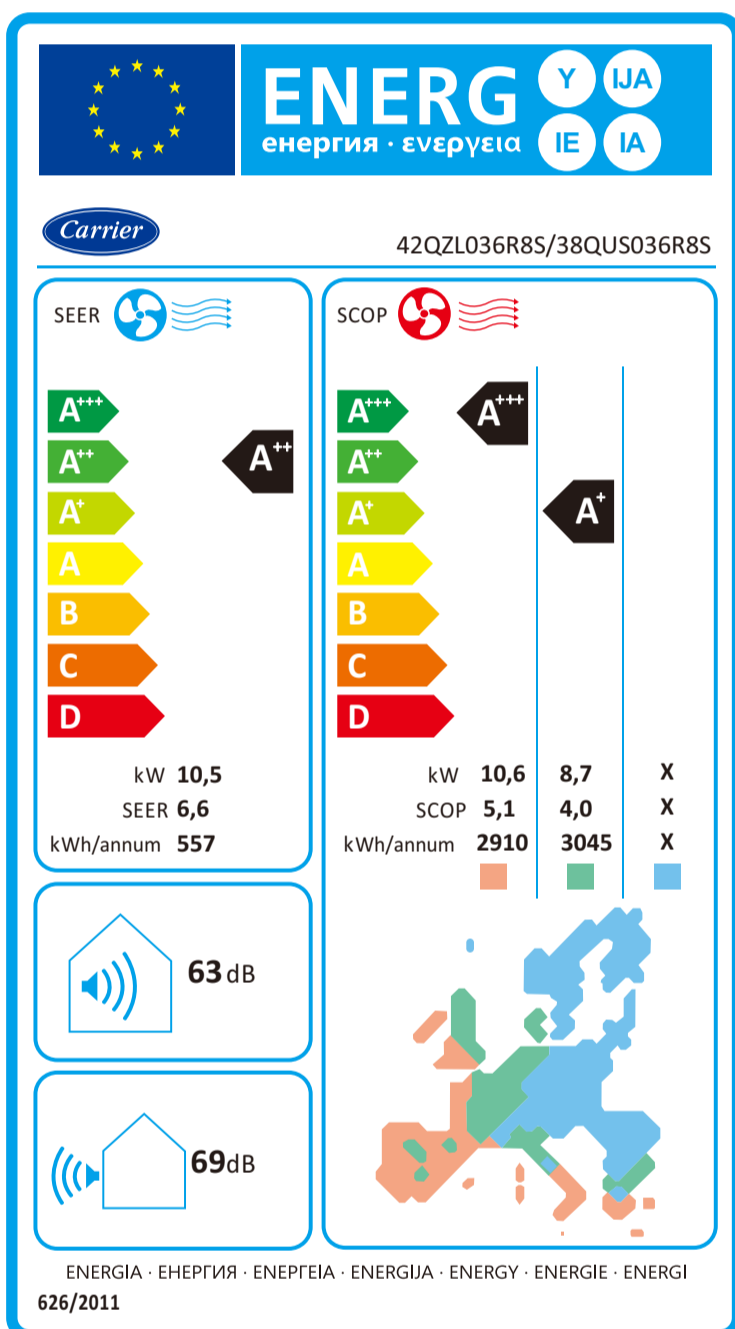 ENERG
енергия · ενεργεια
Y IJA
IE IA
Carrier
42QZL036R8S/38QUS036R8S
SEER
A+++
A++
A++
A+
A
B
C
D
kW 10,5
SEER 6,6
kWh/annum 557
SCOP
A+++ A+++
A++
A+ A+
A
B
C
D
kW 10,6 8,7 X
SCOP 5,1 4,0 X
kWh/annum 2910 3045 X
63 dB
69dB
ENERGIA · ЕНЕРГИЯ · ΕΝΕΡΓΕΙΑ · ENERGIJA · ENERGY · ENERGIE · ENERGI
626/2011